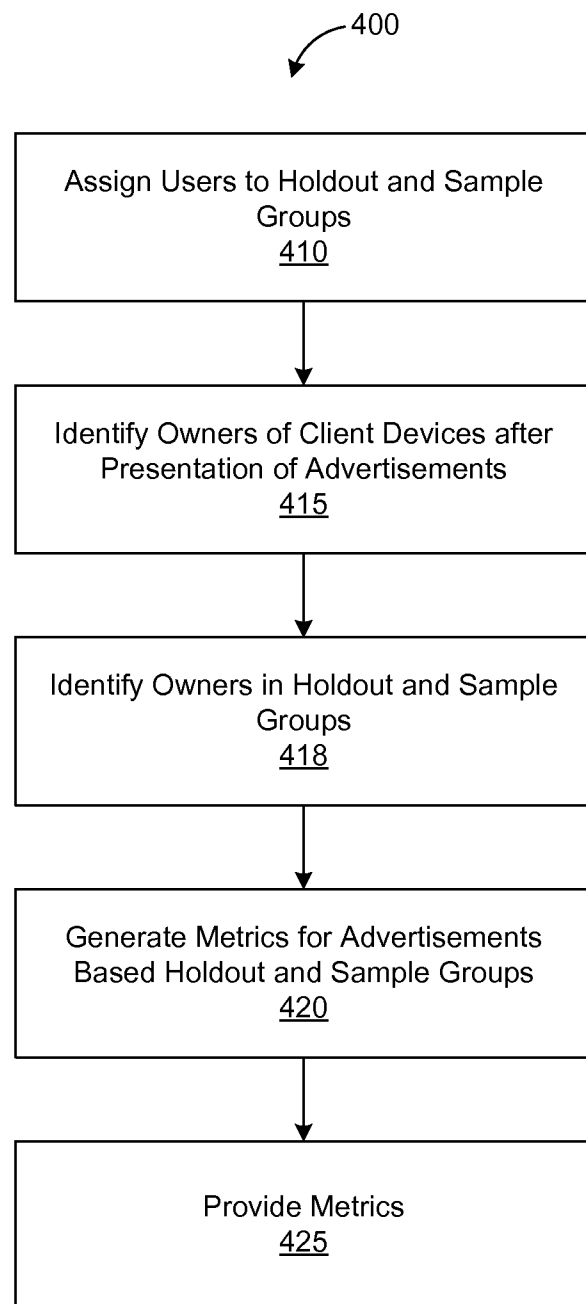 400
Assign Users to Holdout and Sample
Groups
410
Identify Owners of Client Devices after
Presentation of Advertisements
415
Identify Owners in Holdout and Sample
Groups
418
Generate Metrics for Advertisements
Based Holdout and Sample Groups
420
Provide Metrics
425